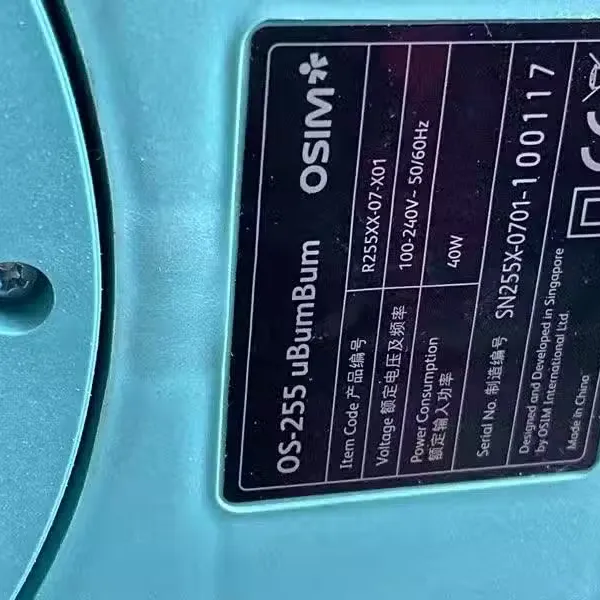 OS-255 uBumBum OSIM
Item Code 产品编号 R255XX-07-X01
Voltage 额定电压及频率 100-240V~ 50/60Hz
Power Consumption
额定输入功率 40W
Serial No. 制造编号 SN255X-0701-100117
Designed and Developed in Singapore
by OSIM International Ltd.
Made in China
CE